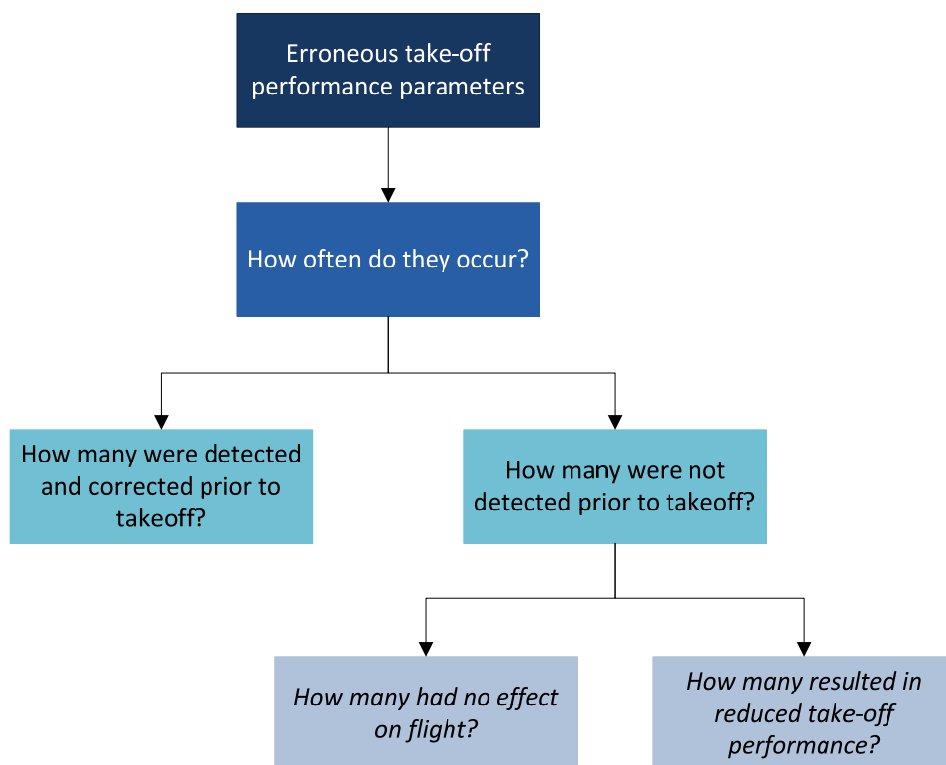 Erroneous take-off
performance parameters
How often do they occur?
How many were detected
and corrected prior to
takeoff?
How many were not
detected prior to takeoff?
How many had no effect
on flight?
How many resulted in
reduced take-off
performance?